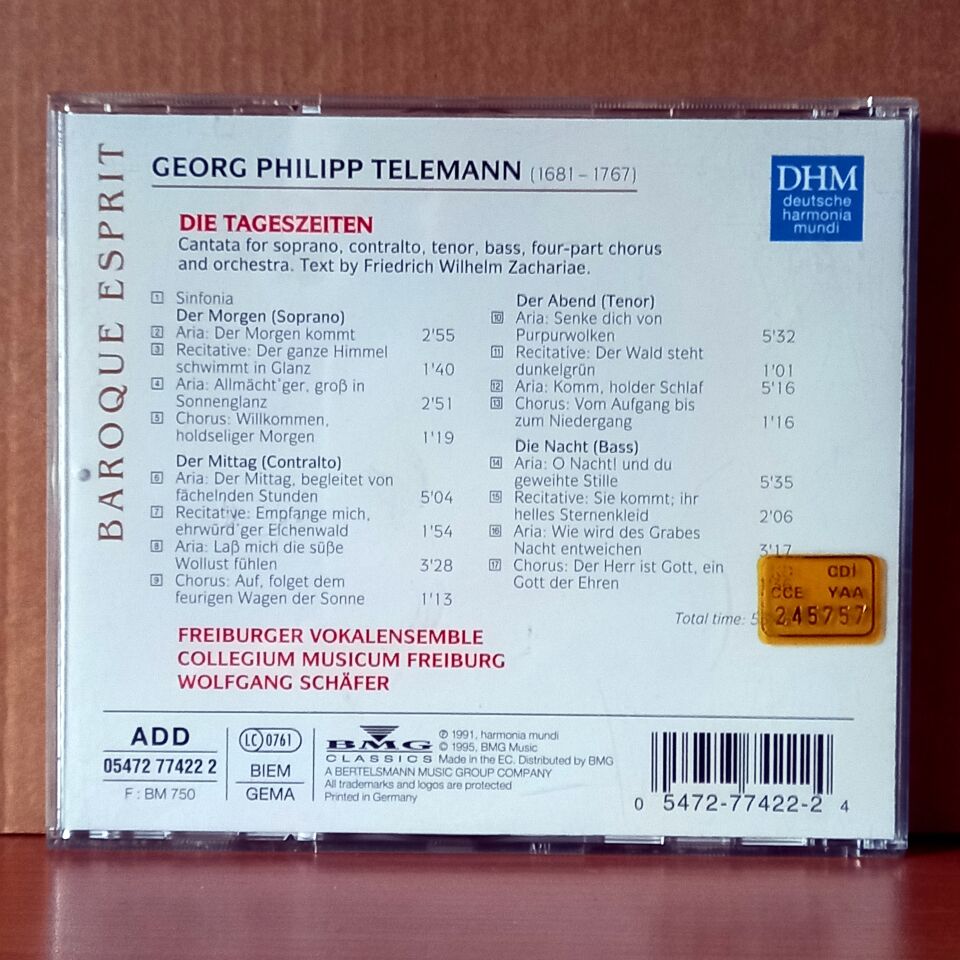 BAROQUE ESPRIT
GEORG PHILIPP TELEMANN (1681 – 1767)
DHM
deutsche
harmonia
mundi
DIE TAGESZEITEN
Cantata for soprano, contralto, tenor, bass, four-part chorus
and orchestra. Text by Friedrich Wilhelm Zachariae.
1 Sinfonia
Der Morgen (Soprano)
2 Aria: Der Morgen kommt 2'55
3 Recitative: Der ganze Himmel
schwimmt in Glanz 1'40
4 Aria: Allmächt'ger, groß in
Sonnenglanz 2'51
5 Chorus: Willkommen,
holdseliger Morgen 1'19
Der Mittag (Contralto)
6 Aria: Der Mittag, begleitet von
fächelnden Stunden 5'04
7 Recitative: Empfange mich,
ehrwürd'ger Eichenwald 1'54
8 Aria: Laß mich die süße
Wollust fühlen 3'28
9 Chorus: Auf, folget dem
feurigen Wagen der Sonne 1'13
Der Abend (Tenor)
10 Aria: Senke dich von
Purpurwolken 5'32
11 Recitative: Der Wald steht
dunkelgrün 1'01
12 Aria: Komm, holder Schlaf 5'16
13 Chorus: Vom Aufgang bis
zum Niedergang 1'16
Die Nacht (Bass)
14 Aria: O Nacht! und du
geweihte Stille 5'35
15 Recitative: Sie kommt; ihr
helles Sternenkleid 2'06
16 Aria: Wie wird des Grabes
Nacht entweichen 3'17
17 Chorus: Der Herr ist Gott, ein
Gott der Ehren
Total time:
CDİ
CCE YAA
245757
FREIBURGER VOKALENSEMBLE
COLLEGIUM MUSICUM FREIBURG
WOLFGANG SCHÄFER
ADD
05472 77422 2
F : BM 750
LC 0761
BIEM
GEMA
BMG
CLASSICS
℗ 1991, harmonia mundi
© 1995, BMG Music
Made in the EC. Distributed by BMG
A BERTELSMANN MUSIC GROUP COMPANY
All trademarks and logos are protected
Printed in Germany
0 5472-77422-2 4